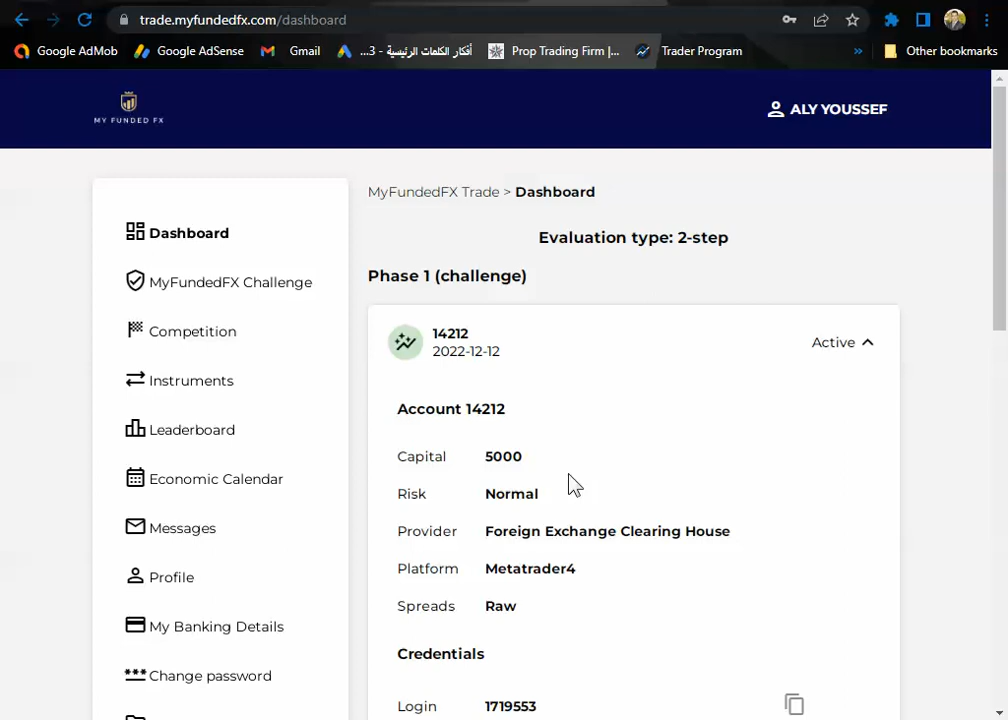 trade.myfundedfx.com/dashboard
Google AdMob
Google AdSense
Gmail
أفكار الكلمات الرئيسية - 3...
Prop Trading Firm |...
Trader Program
»
Other bookmarks
MY FUNDED FX
ALY YOUSSEF
Dashboard
MyFundedFX Challenge
Competition
Instruments
Leaderboard
Economic Calendar
Messages
Profile
My Banking Details
Change password
MyFundedFX Trade > Dashboard
Evaluation type: 2-step
Phase 1 (challenge)
14212
2022-12-12
Active
Account 14212
Capital 5000
Risk Normal
Provider Foreign Exchange Clearing House
Platform Metatrader4
Spreads Raw
Credentials
Login 1719553